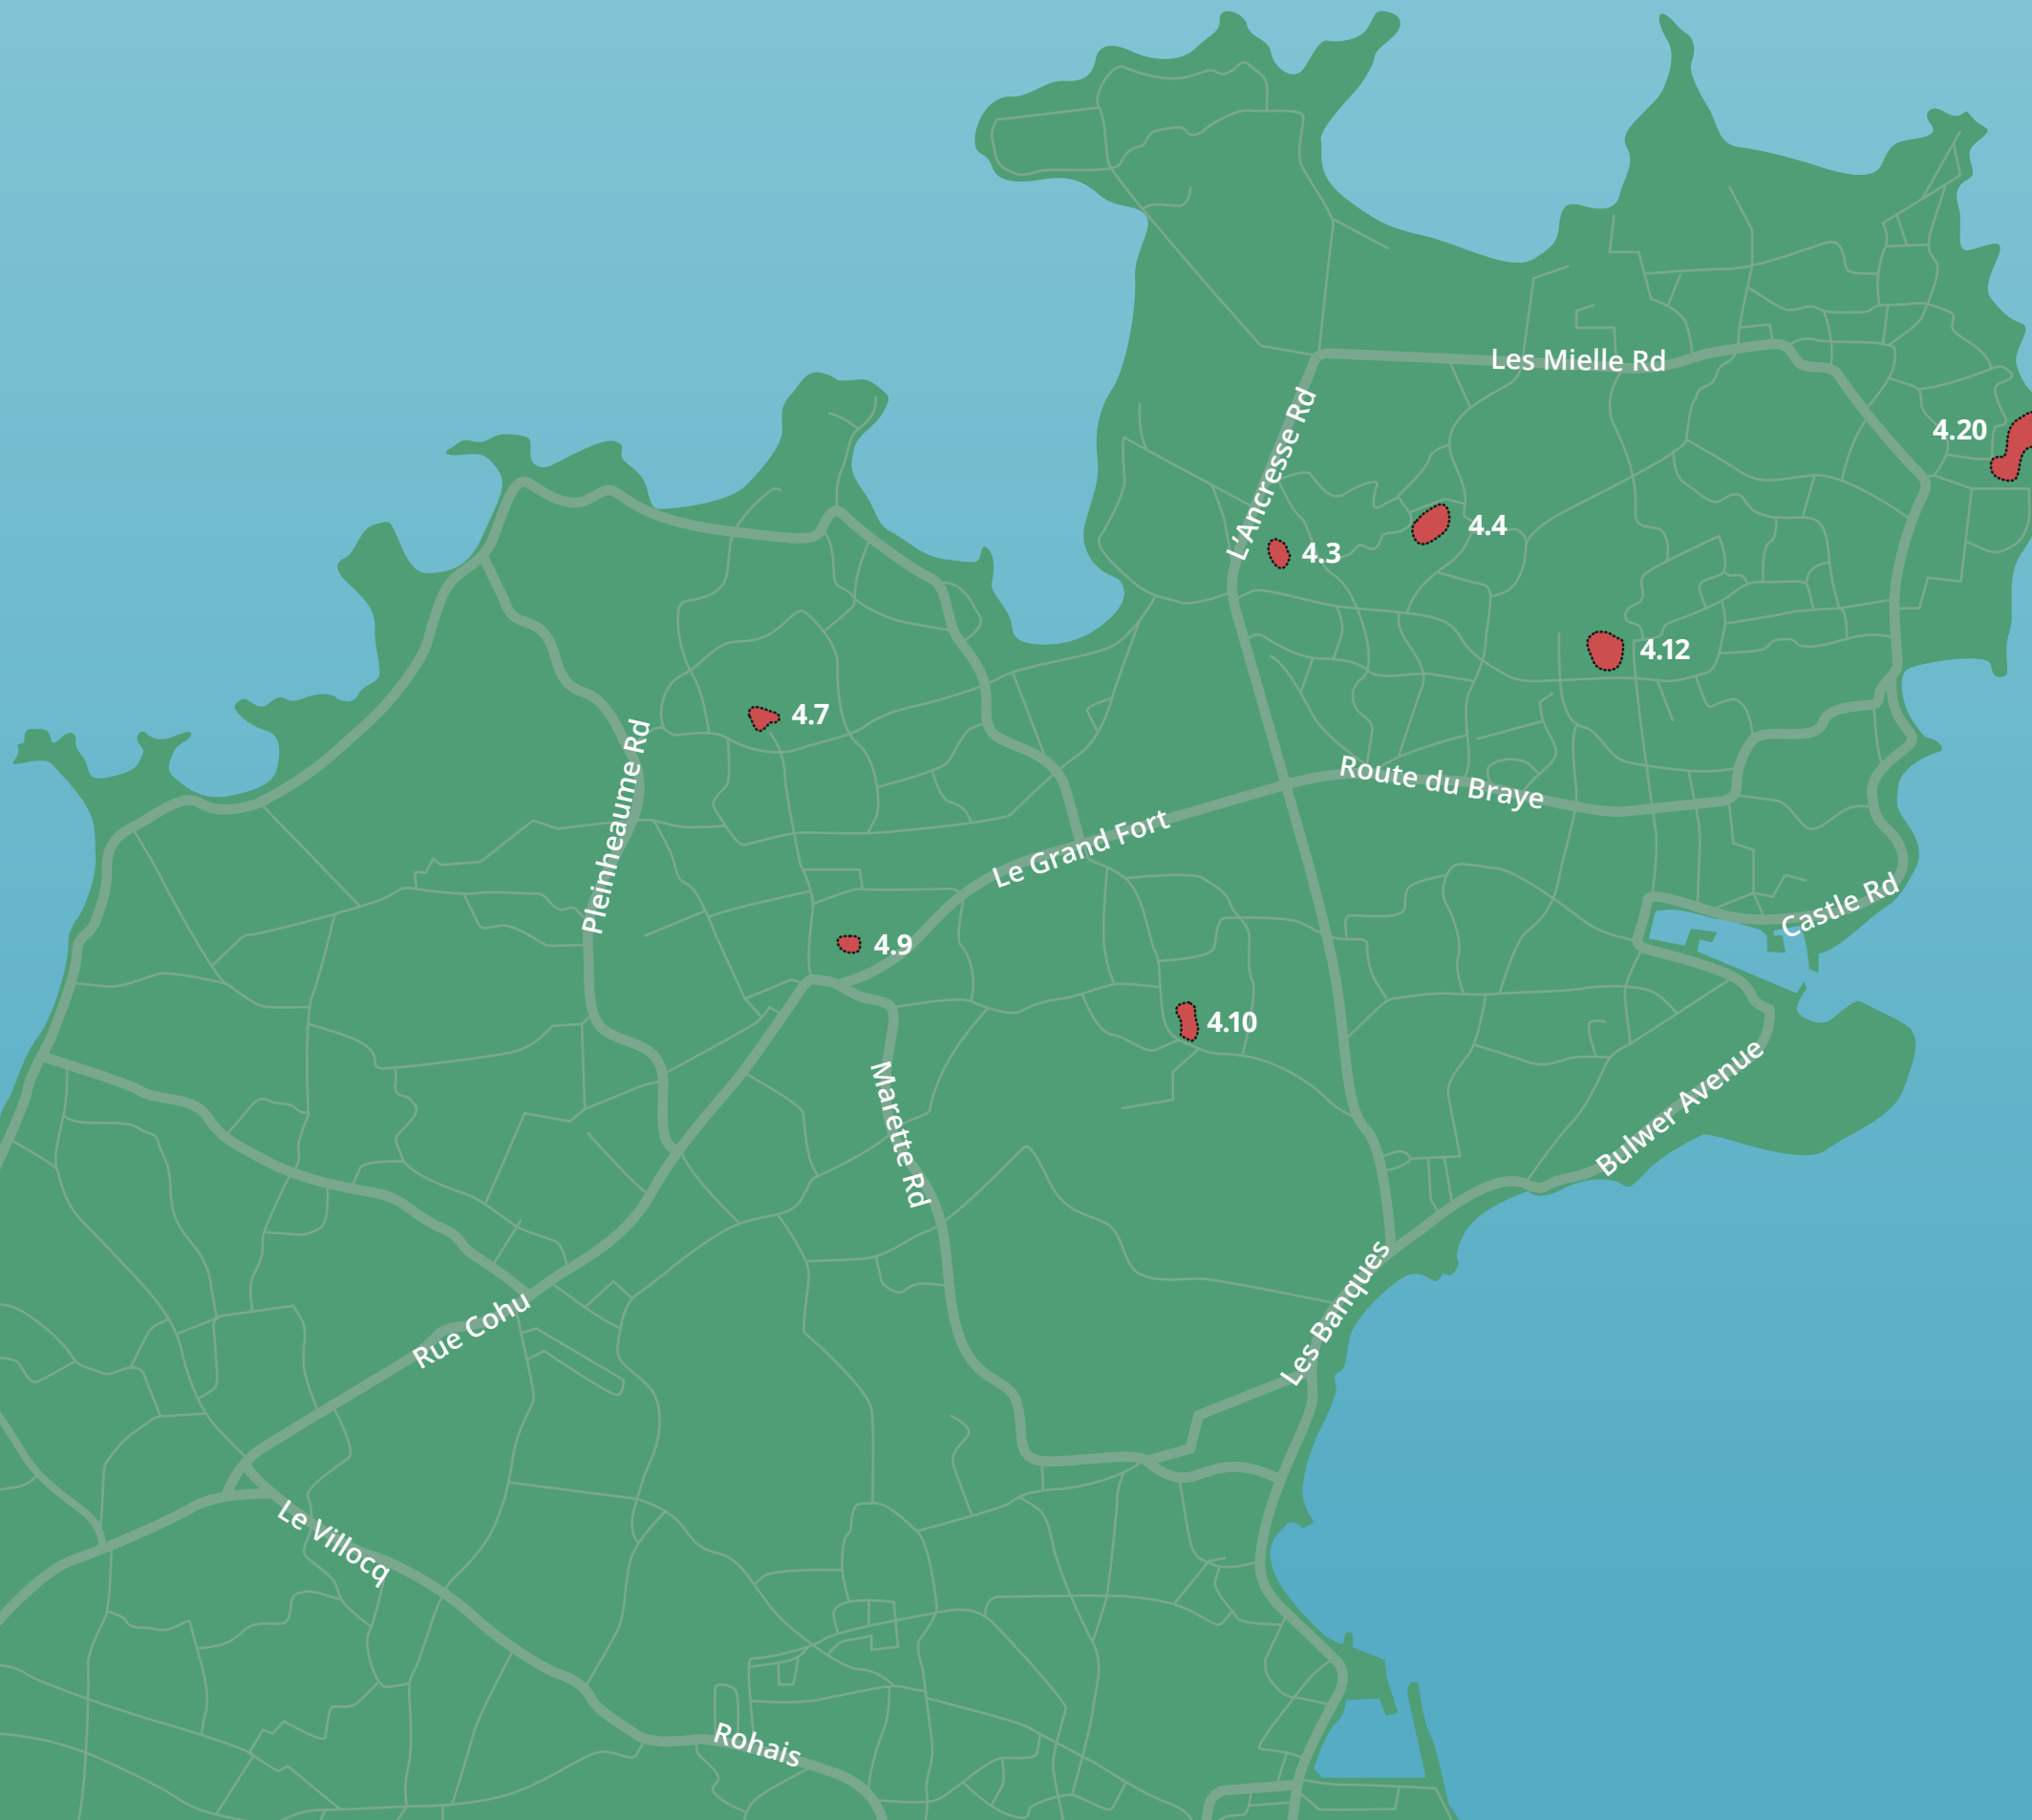 Les Mielle Rd
L'Ancresse Rd
4.20
4.4
4.3
4.12
4.7
Pleinheaume Rd
Route du Braye
Le Grand Fort
Castle Rd
4.9
4.10
Marette Rd
Bulwer Avenue
Les Banques
Rue Cohu
Le Villocq
Rohais